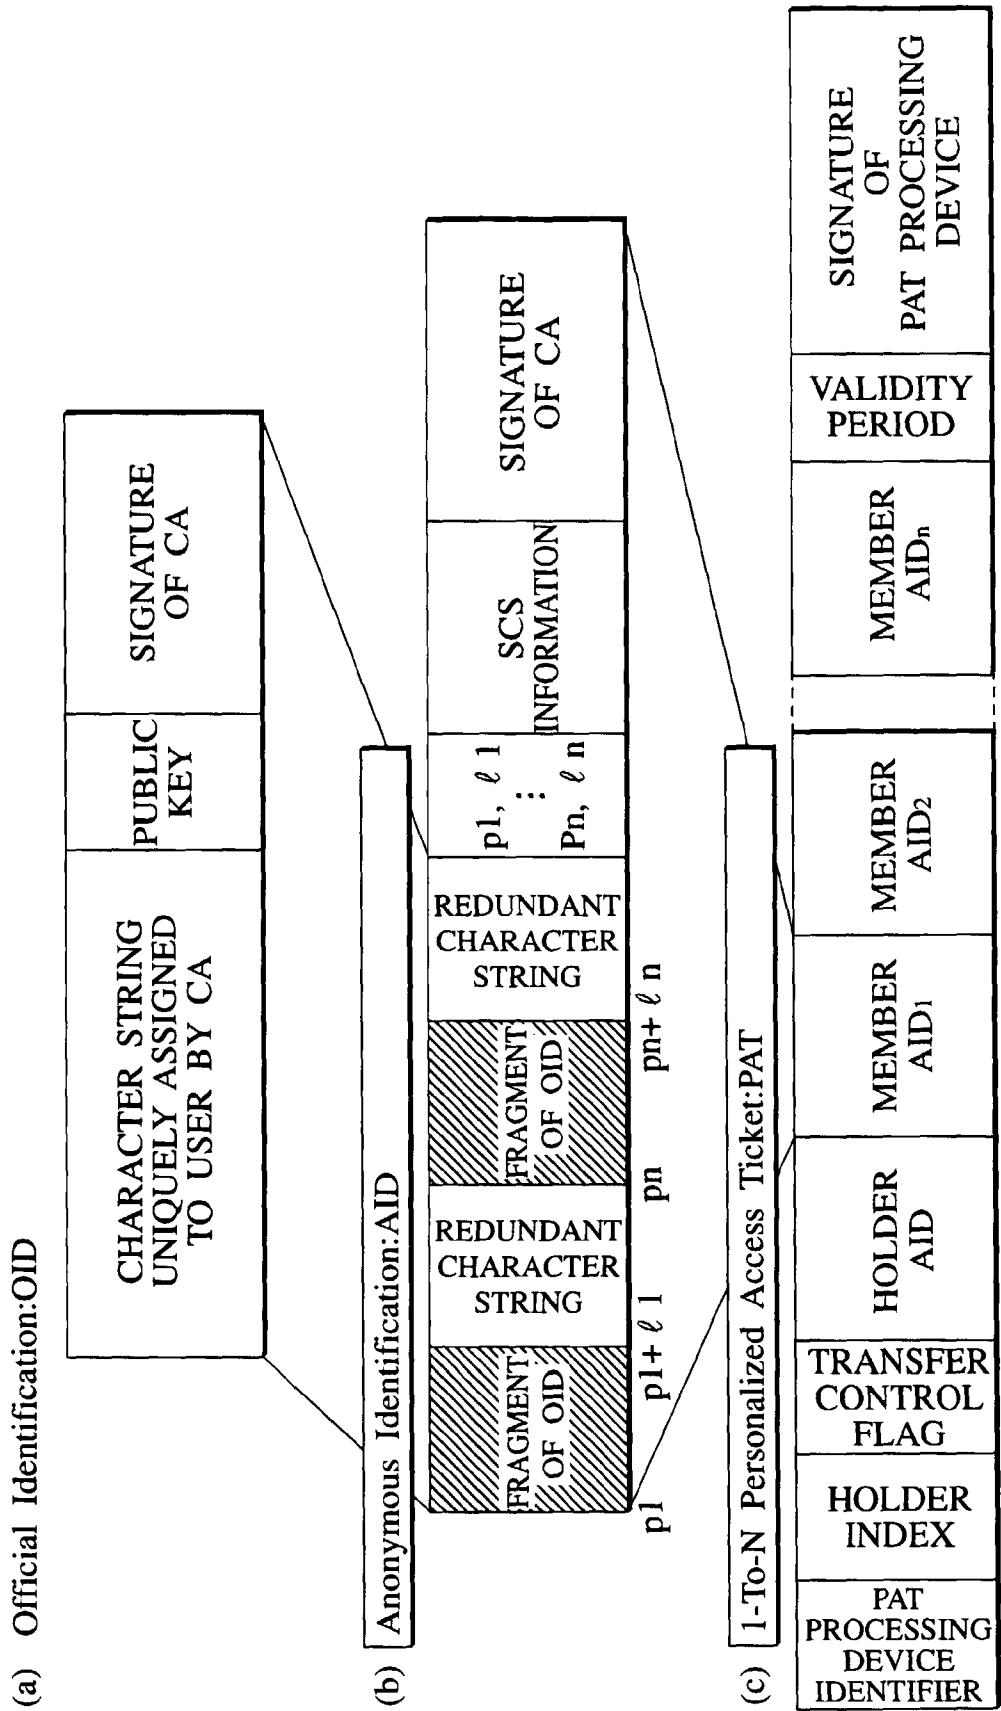 (a) Official Identification:OID
CHARACTER STRING
UNIQUELY ASSIGNED
TO USER BY CA
PUBLIC
KEY
SIGNATURE
OF CA
(b) Anonymous Identification:AID
FRAGMENT
OF OID
REDUNDANT
CHARACTER
STRING
FRAGMENT
OF OID
REDUNDANT
CHARACTER
STRING
p1, ℓ 1
⋮
Pn, ℓ n
SCS
INFORMATION
SIGNATURE
OF CA
p1
p1+ ℓ 1
pn
pn+ ℓ n
(c) 1-To-N Personalized Access Ticket:PAT
PAT
PROCESSING
DEVICE
IDENTIFIER
HOLDER
INDEX
TRANSFER
CONTROL
FLAG
HOLDER
AID
MEMBER
AID1
MEMBER
AID2
MEMBER
AIDn
VALIDITY
PERIOD
SIGNATURE
OF
PAT PROCESSING
DEVICE